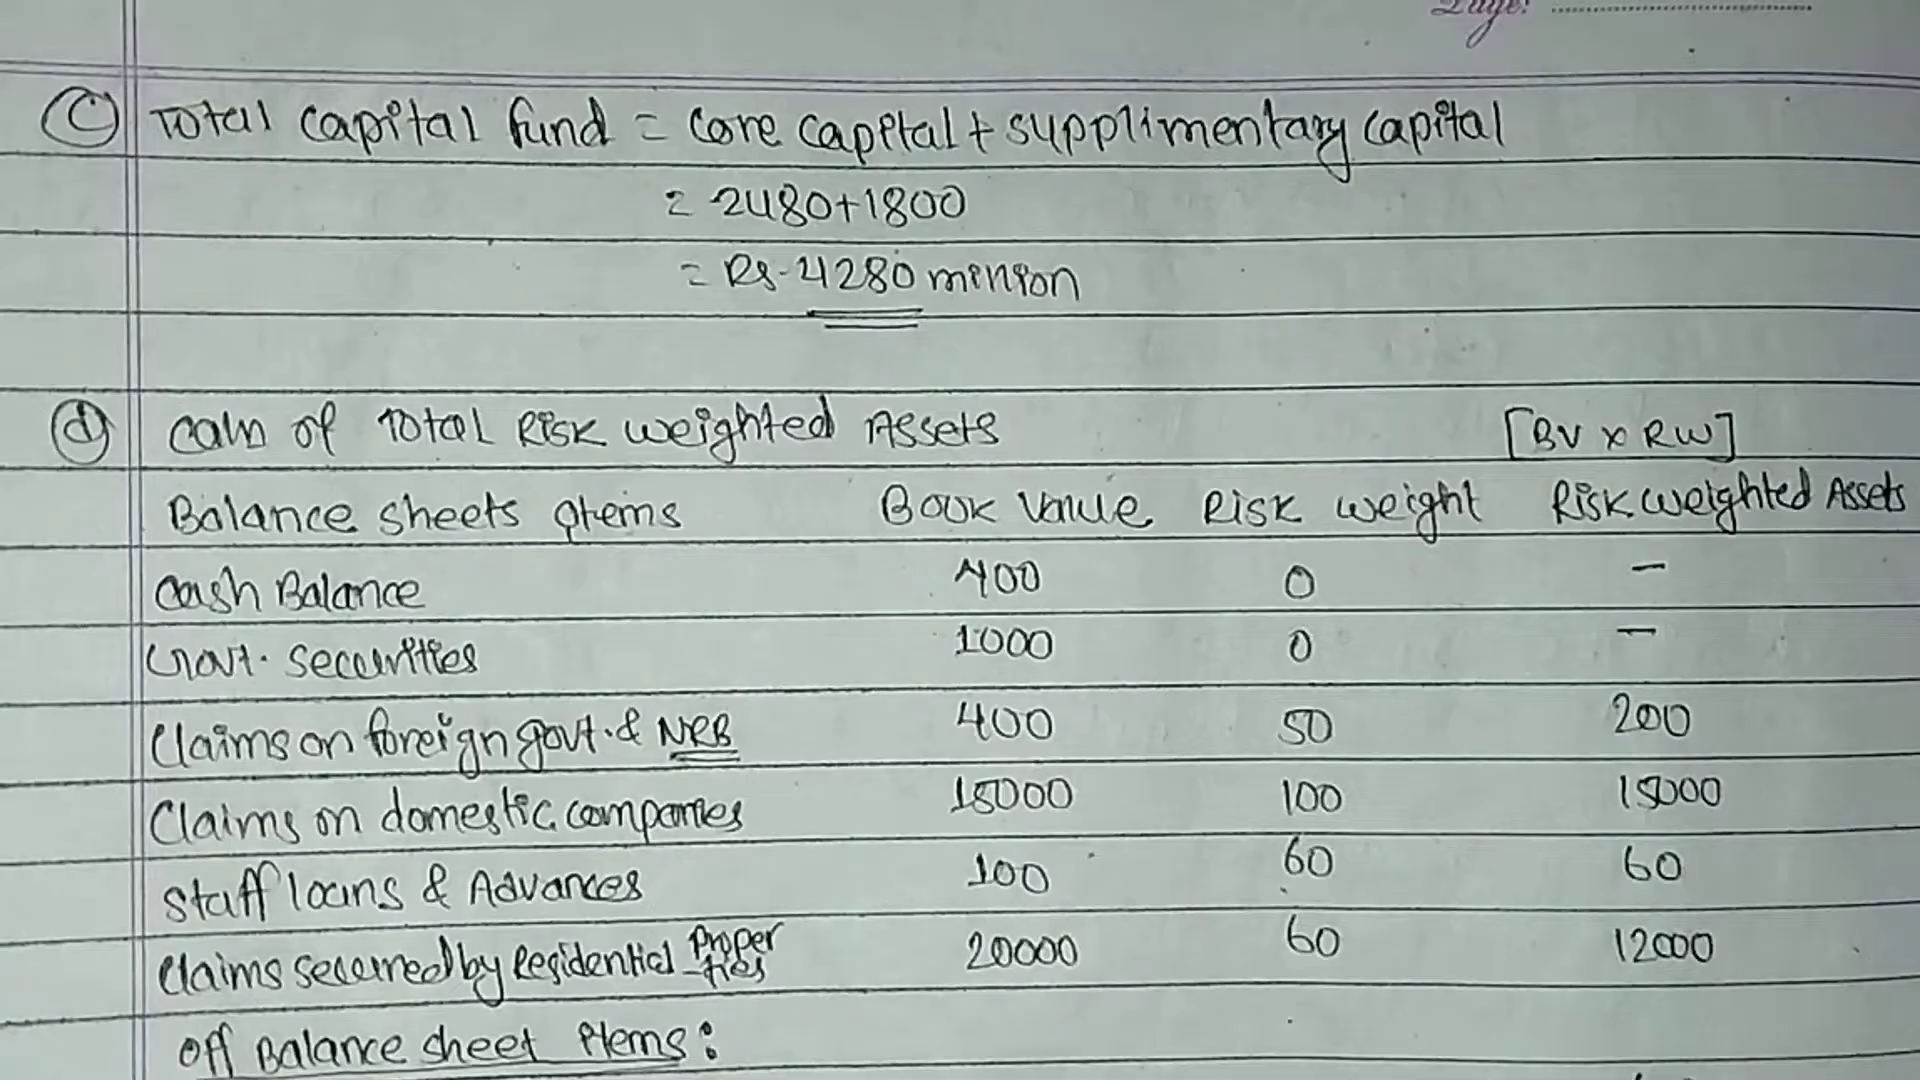 Page:
(C) Total Capital fund = Core Capital + supplimentary Capital
= 2480+1800
= Rs. 4280 million
(d) Caln of Total Risk weighted Assets [BV x RW]
Balance sheets items Book Value Risk weight Risk weighted Assets
Cash Balance 400 0 –
Govt. securities 1000 0 –
Claims on foreign govt. & NRB 400 50 200
Claims on domestic companies 15000 100 15000
Staff loans & Advances 100 60 60
Claims secured by Residential Proper-ties 20000 60 12000
off Balance sheet items: